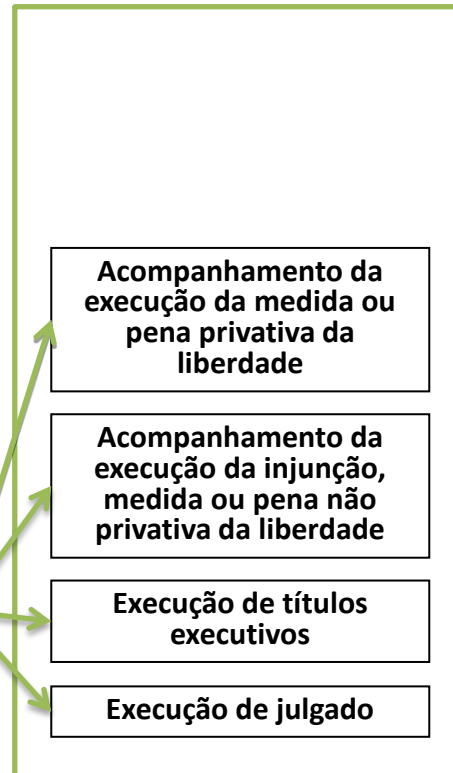 Acompanhamento da
execução da medida ou
pena privativa da
liberdade
Acompanhamento da
execução da injunção,
medida ou pena não
privativa da liberdade
Execução de títulos
executivos
Execução de julgado